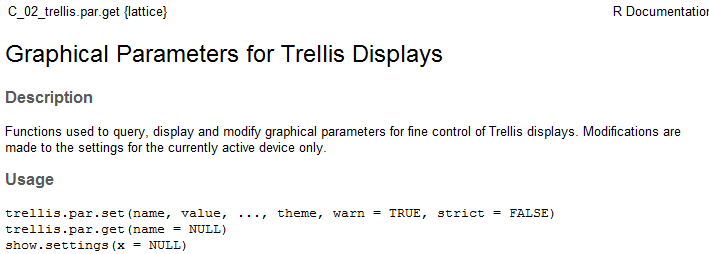 C_02_trellis.par.get {lattice} R Documentation
Graphical Parameters for Trellis Displays
Description
Functions used to query, display and modify graphical parameters for fine control of Trellis displays. Modifications are
made to the settings for the currently active device only.
Usage
trellis.par.set(name, value, ..., theme, warn = TRUE, strict = FALSE)
trellis.par.get(name = NULL)
show.settings(x = NULL)